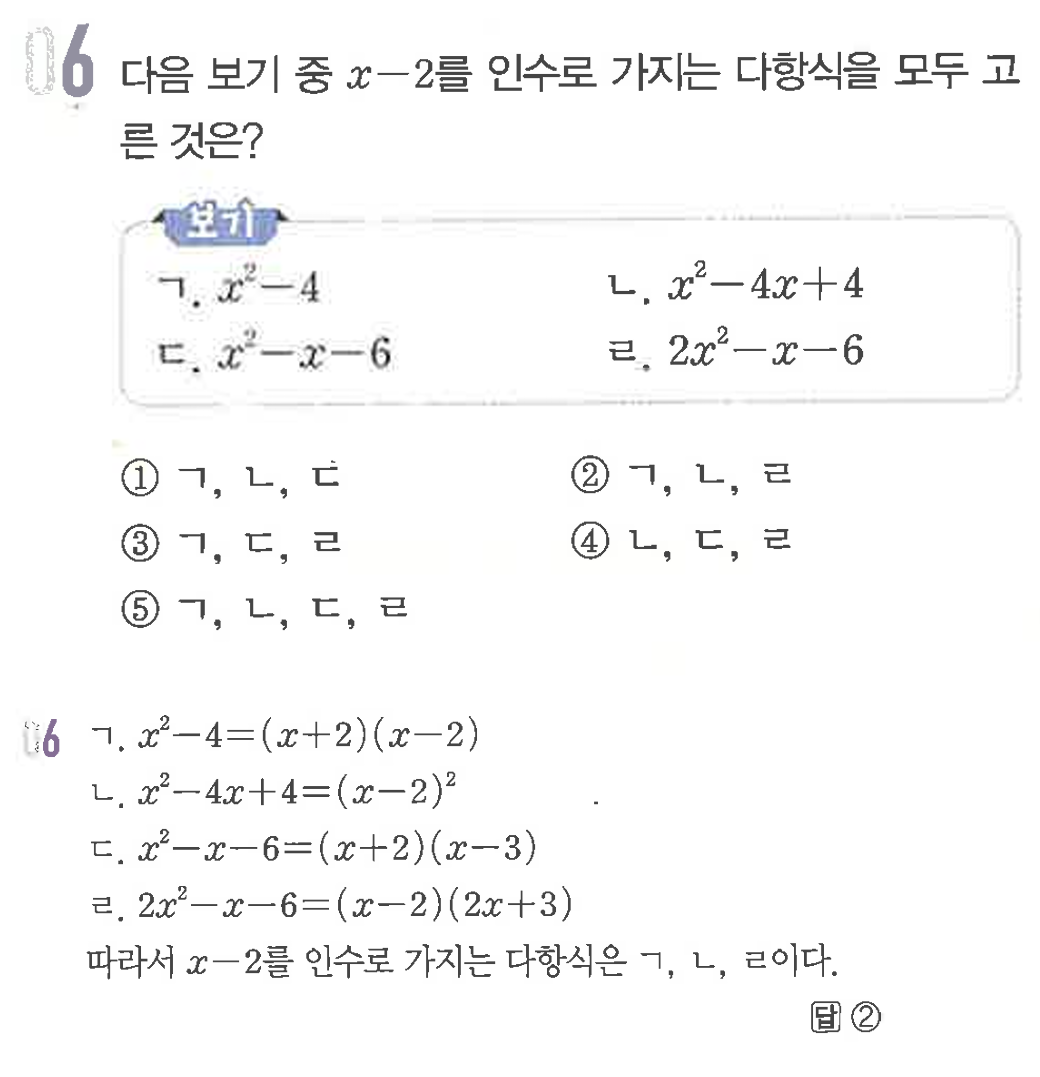 06 다음 보기 중 x-2를 인수로 가지는 다항식을 모두 고
른 것은?
보기
ㄱ. x²-4 ㄴ. x²-4x+4
ㄷ. x²-x-6 ㄹ. 2x²-x-6
① ㄱ, ㄴ, ㄷ ② ㄱ, ㄴ, ㄹ
③ ㄱ, ㄷ, ㄹ ④ ㄴ, ㄷ, ㄹ
⑤ ㄱ, ㄴ, ㄷ, ㄹ
06 ㄱ. x²-4=(x+2)(x-2)
ㄴ. x²-4x+4=(x-2)²
ㄷ. x²-x-6=(x+2)(x-3)
ㄹ. 2x²-x-6=(x-2)(2x+3)
따라서 x-2를 인수로 가지는 다항식은 ㄱ, ㄴ, ㄹ이다.
답 ②